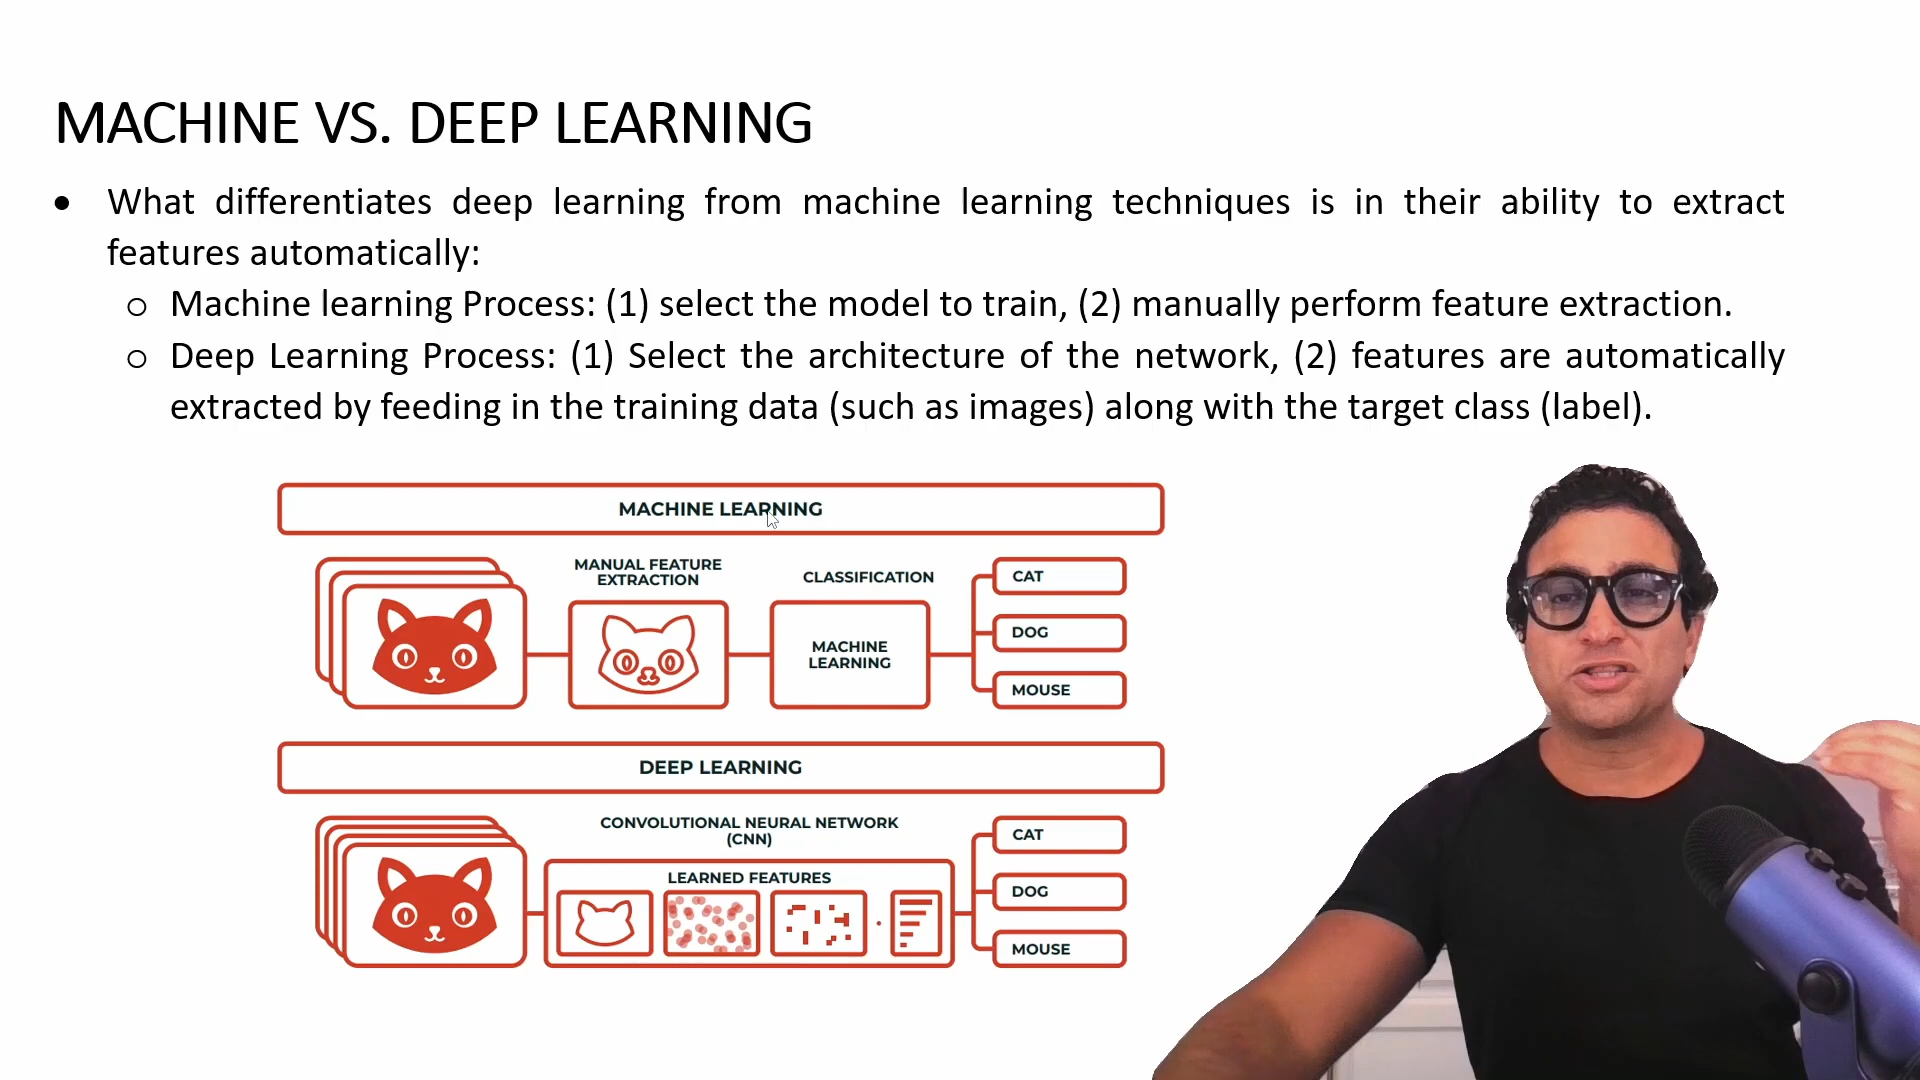 MACHINE VS. DEEP LEARNING
• What differentiates deep learning from machine learning techniques is in their ability to extract
features automatically:
o Machine learning Process: (1) select the model to train, (2) manually perform feature extraction.
o Deep Learning Process: (1) Select the architecture of the network, (2) features are automatically
extracted by feeding in the training data (such as images) along with the target class (label).
MACHINE LEARNING
MANUAL FEATURE
EXTRACTION
CLASSIFICATION
MACHINE
LEARNING
CAT
DOG
MOUSE
DEEP LEARNING
CONVOLUTIONAL NEURAL NETWORK
(CNN)
LEARNED FEATURES
CAT
DOG
MOUSE